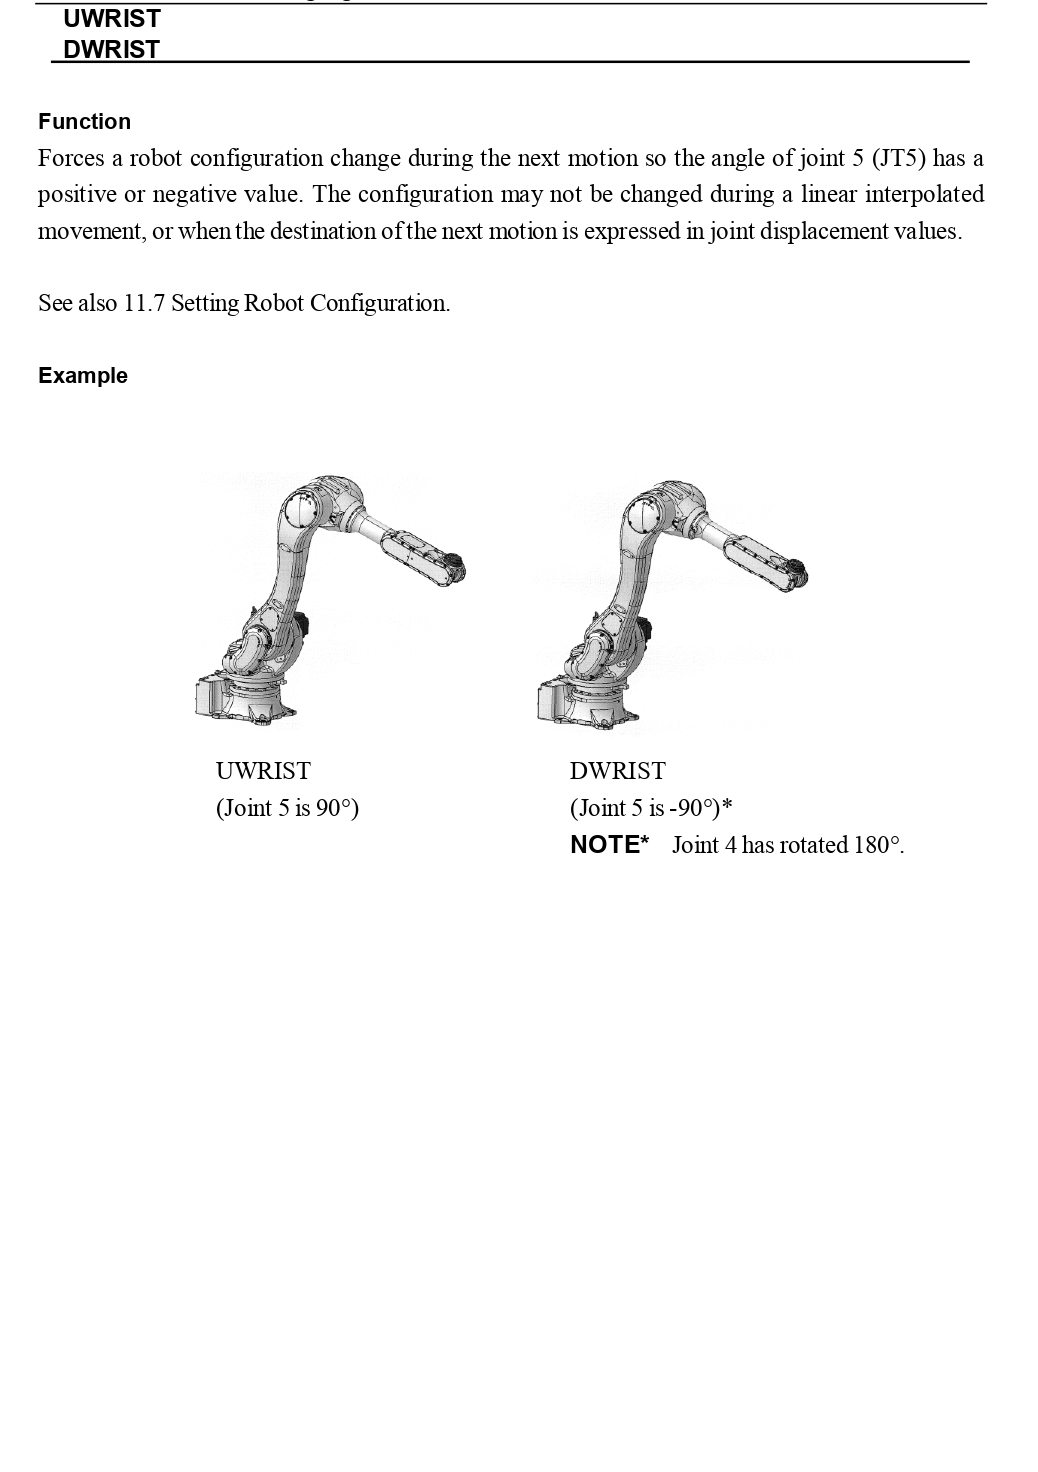 UWRIST
DWRIST
Function
Forces a robot configuration change during the next motion so the angle of joint 5 (JT5) has a
positive or negative value. The configuration may not be changed during a linear interpolated
movement, or when the destination of the next motion is expressed in joint displacement values.
See also 11.7 Setting Robot Configuration.
Example
UWRIST
(Joint 5 is 90°)
DWRIST
(Joint 5 is -90°)*
NOTE* Joint 4 has rotated 180°.